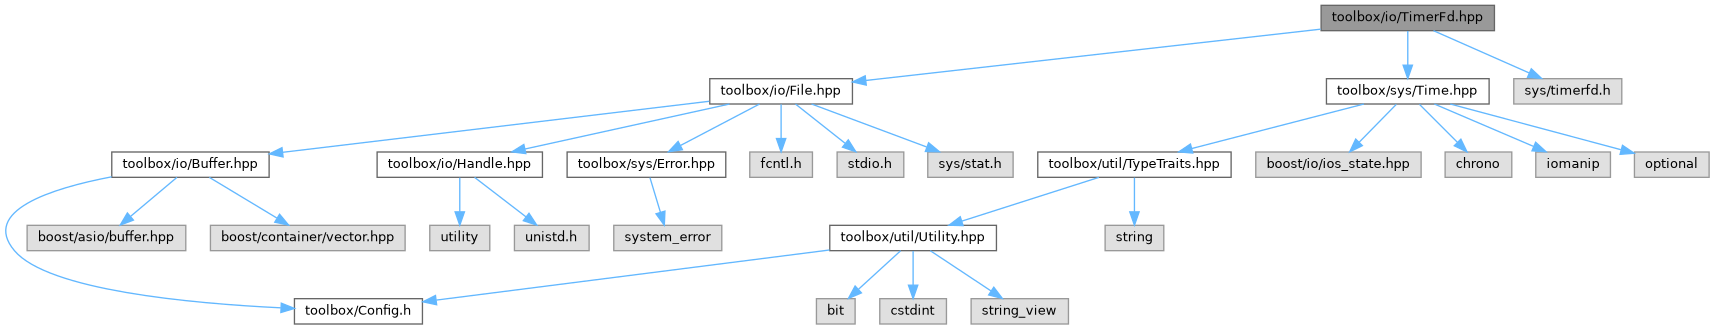 toolbox/io/TimerFd.hpp
toolbox/io/File.hpp
toolbox/sys/Time.hpp
sys/timerfd.h
toolbox/io/Buffer.hpp
toolbox/io/Handle.hpp
toolbox/sys/Error.hpp
fcntl.h
stdio.h
sys/stat.h
toolbox/util/TypeTraits.hpp
boost/io/ios_state.hpp
chrono
iomanip
optional
boost/asio/buffer.hpp
boost/container/vector.hpp
utility
unistd.h
system_error
toolbox/util/Utility.hpp
string
toolbox/Config.h
bit
cstdint
string_view